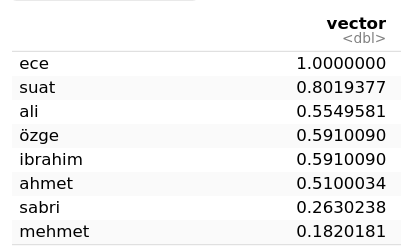 vector
<dbl>
ece 1.0000000
suat 0.8019377
ali 0.5549581
özge 0.5910090
ibrahim 0.5910090
ahmet 0.5100034
sabri 0.2630238
mehmet 0.1820181